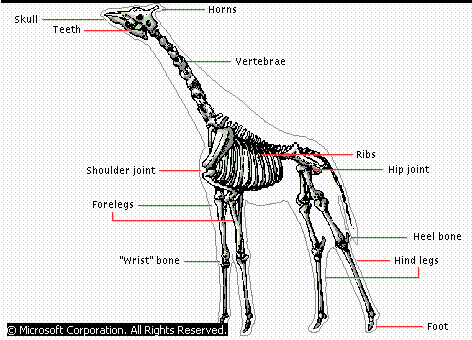 Horns
Skull
Teeth
Vertebrae
Ribs
Shoulder joint
Hip joint
Forelegs
Heel bone
"Wrist" bone
Hind legs
Foot
© Microsoft Corporation. All Rights Reserved.